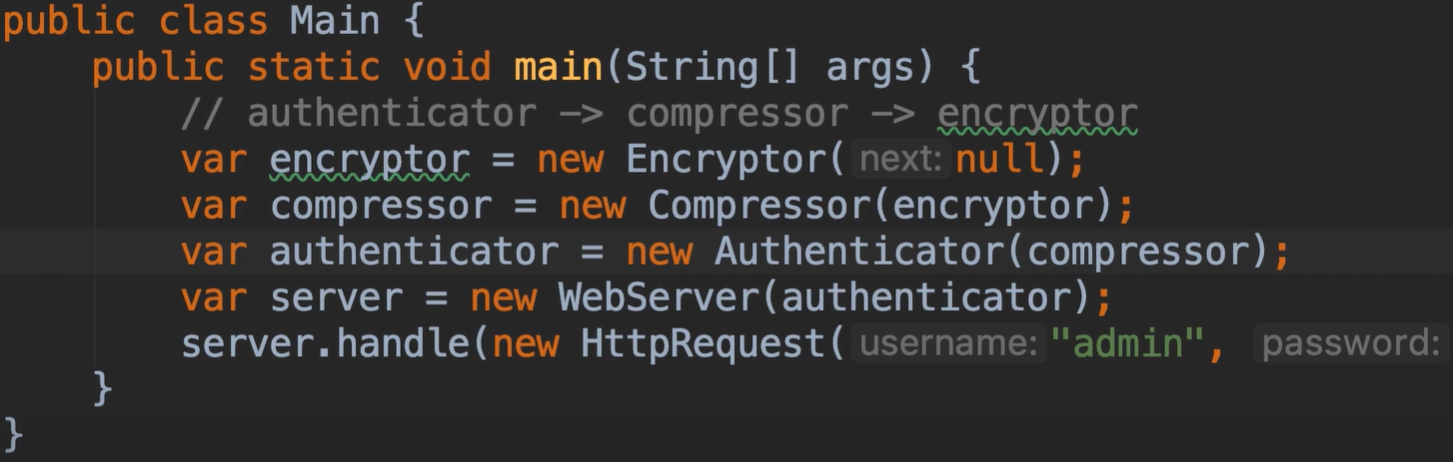 public class Main {
public static void main(String[] args) {
// authenticator -> compressor -> encryptor
var encryptor = new Encryptor( next: null);
var compressor = new Compressor(encryptor);
var authenticator = new Authenticator(compressor);
var server = new WebServer(authenticator);
server.handle(new HttpRequest( username: "admin", password:
}
}